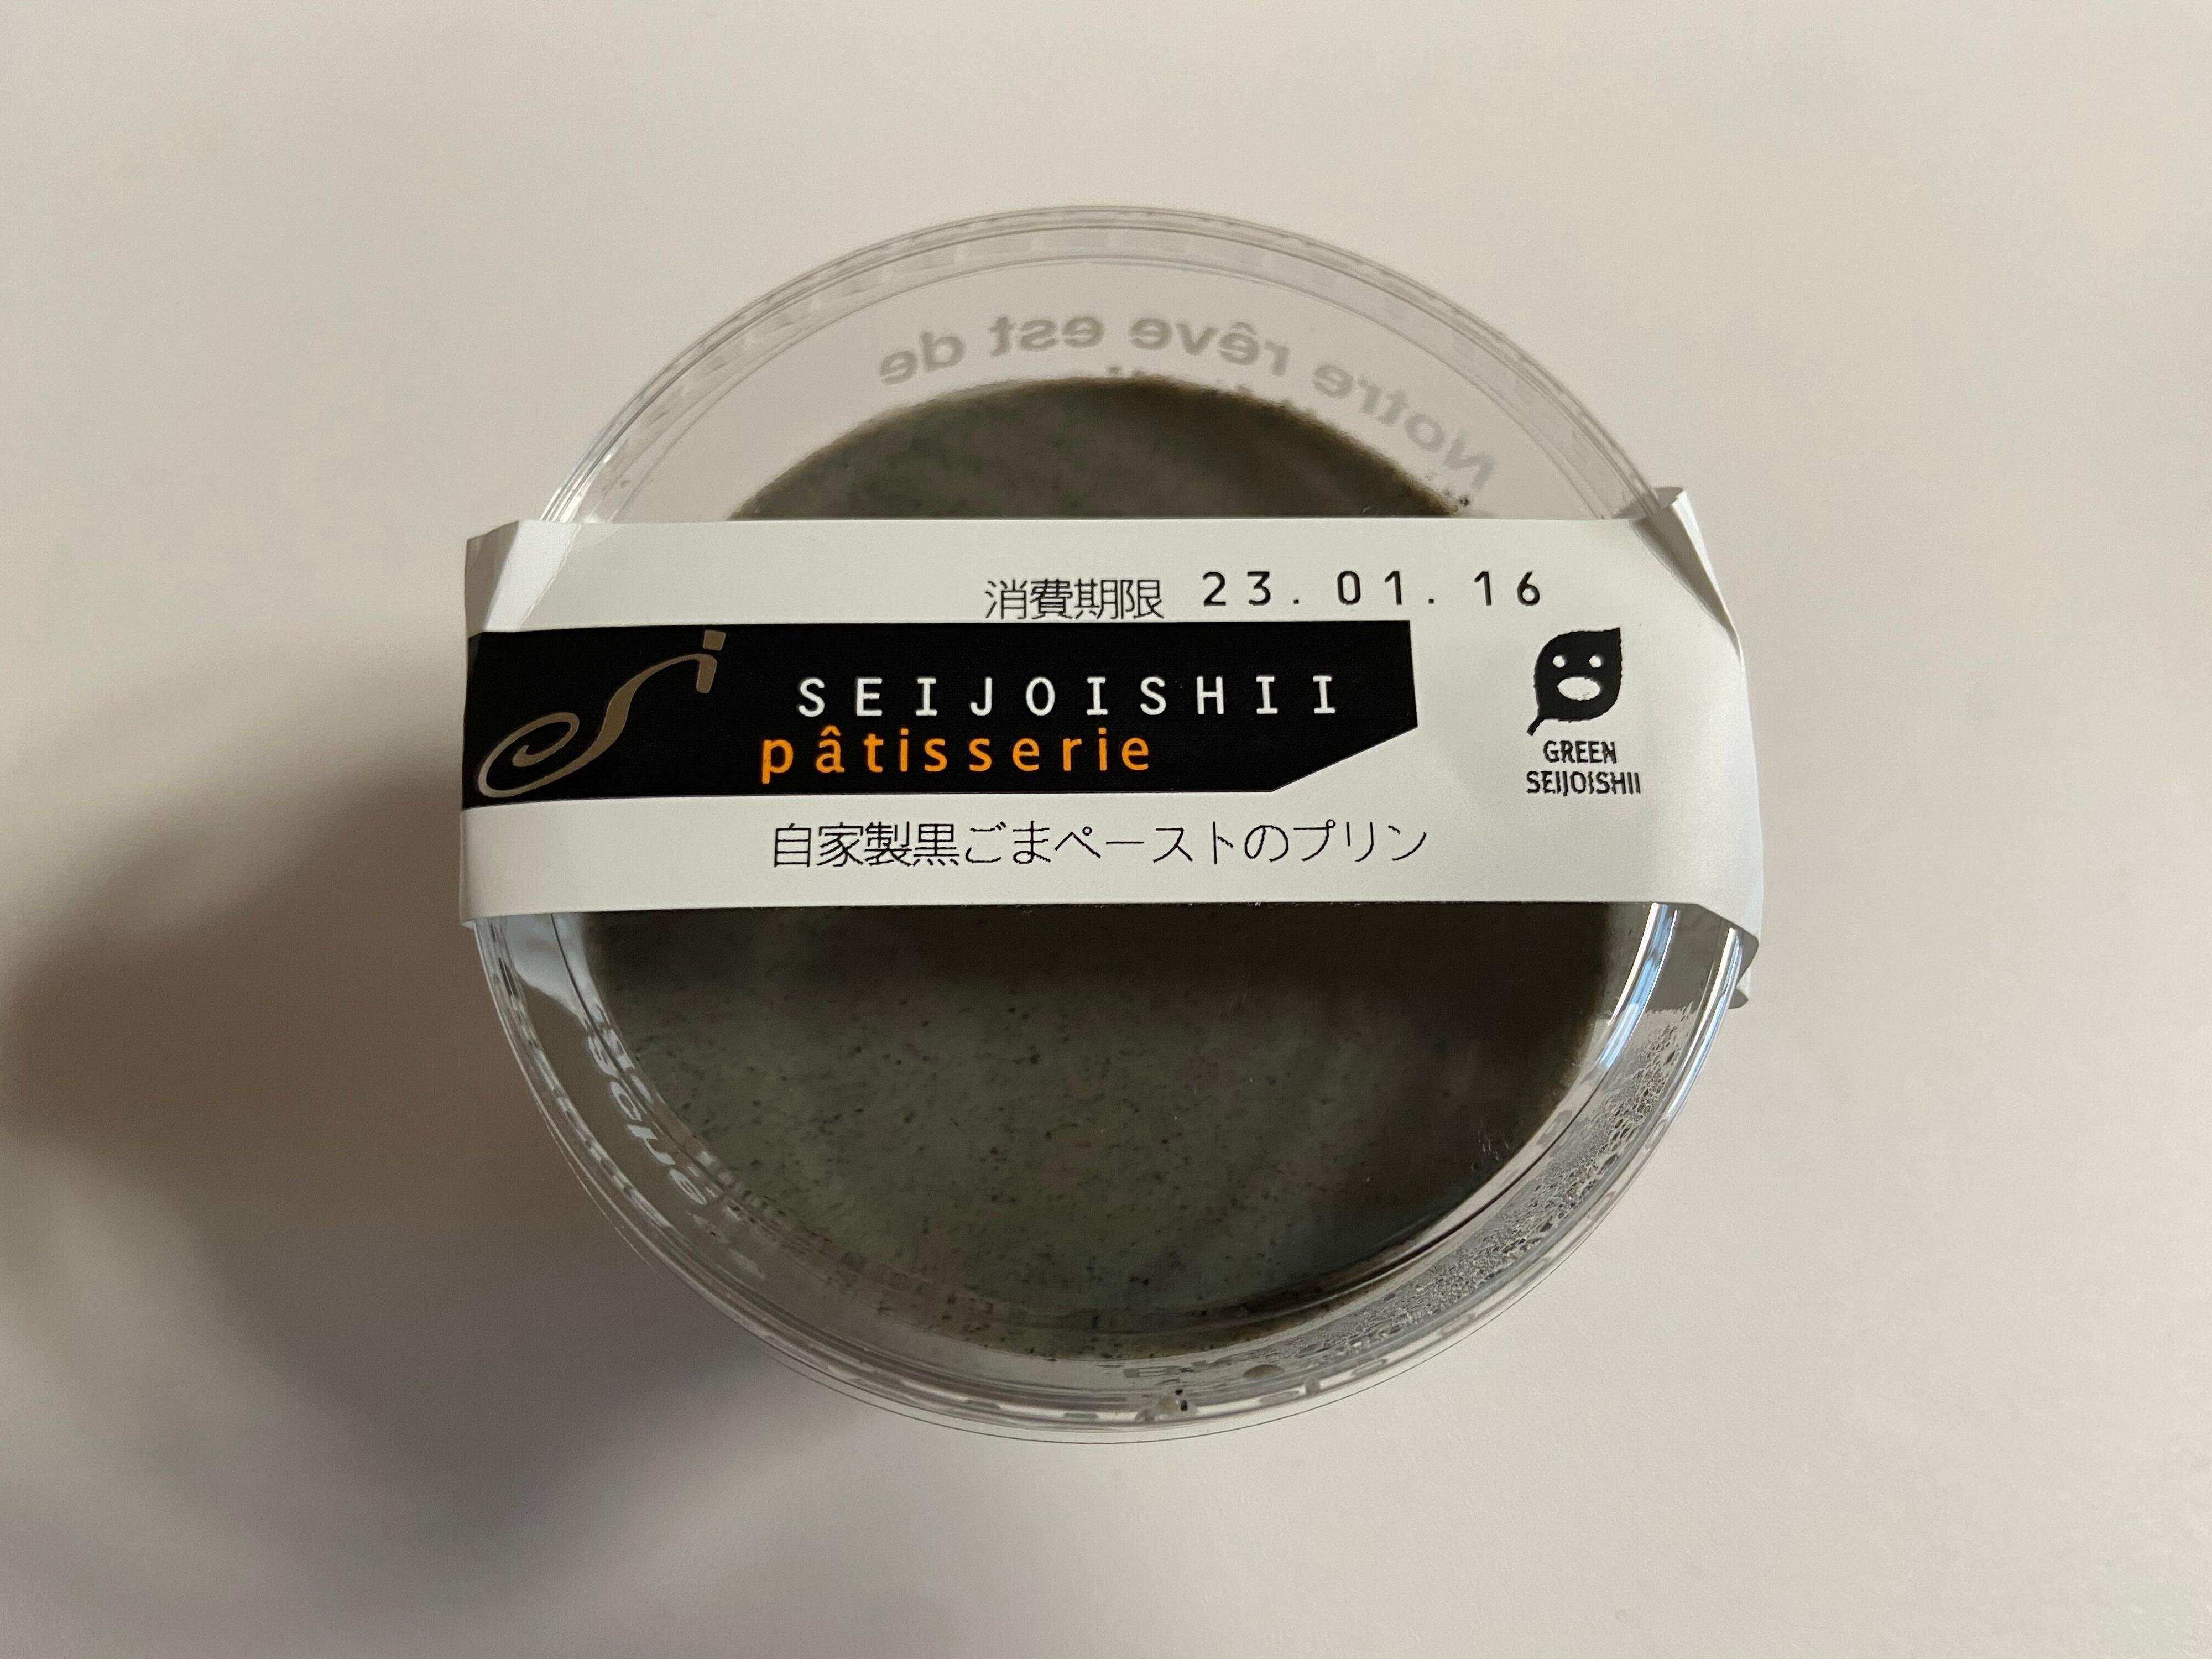 Notre rêve est de
消費期限 23.01.16
SEIJOISHII
pâtisserie
GREEN
SEIJOISHII
自家製黒ごまペーストのプリン